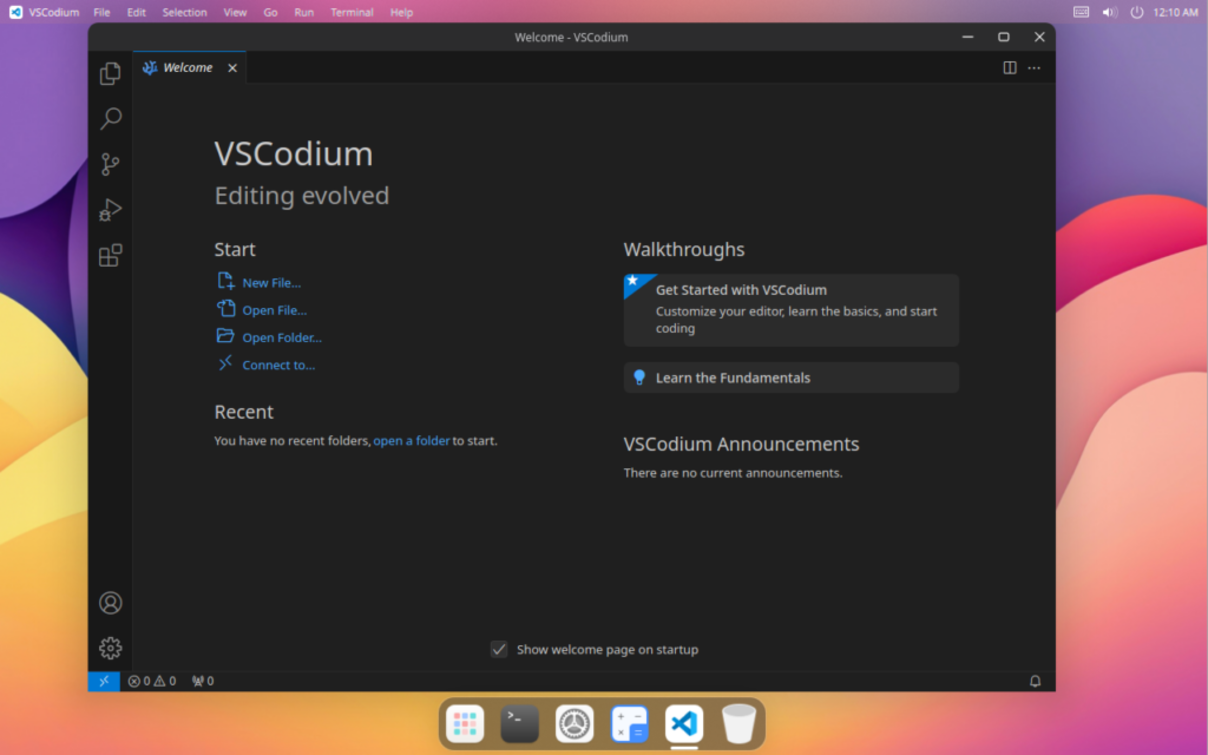 VSCodium File Edit Selection View Go Run Terminal Help 12:10 AM
Welcome - VSCodium
Welcome
VSCodium
Editing evolved
Start
New File...
Open File...
Open Folder...
Connect to...
Recent
You have no recent folders, open a folder to start.
Walkthroughs
Get Started with VSCodium
Customize your editor, learn the basics, and start
coding
Learn the Fundamentals
VSCodium Announcements
There are no current announcements.
Show welcome page on startup
0 0 0